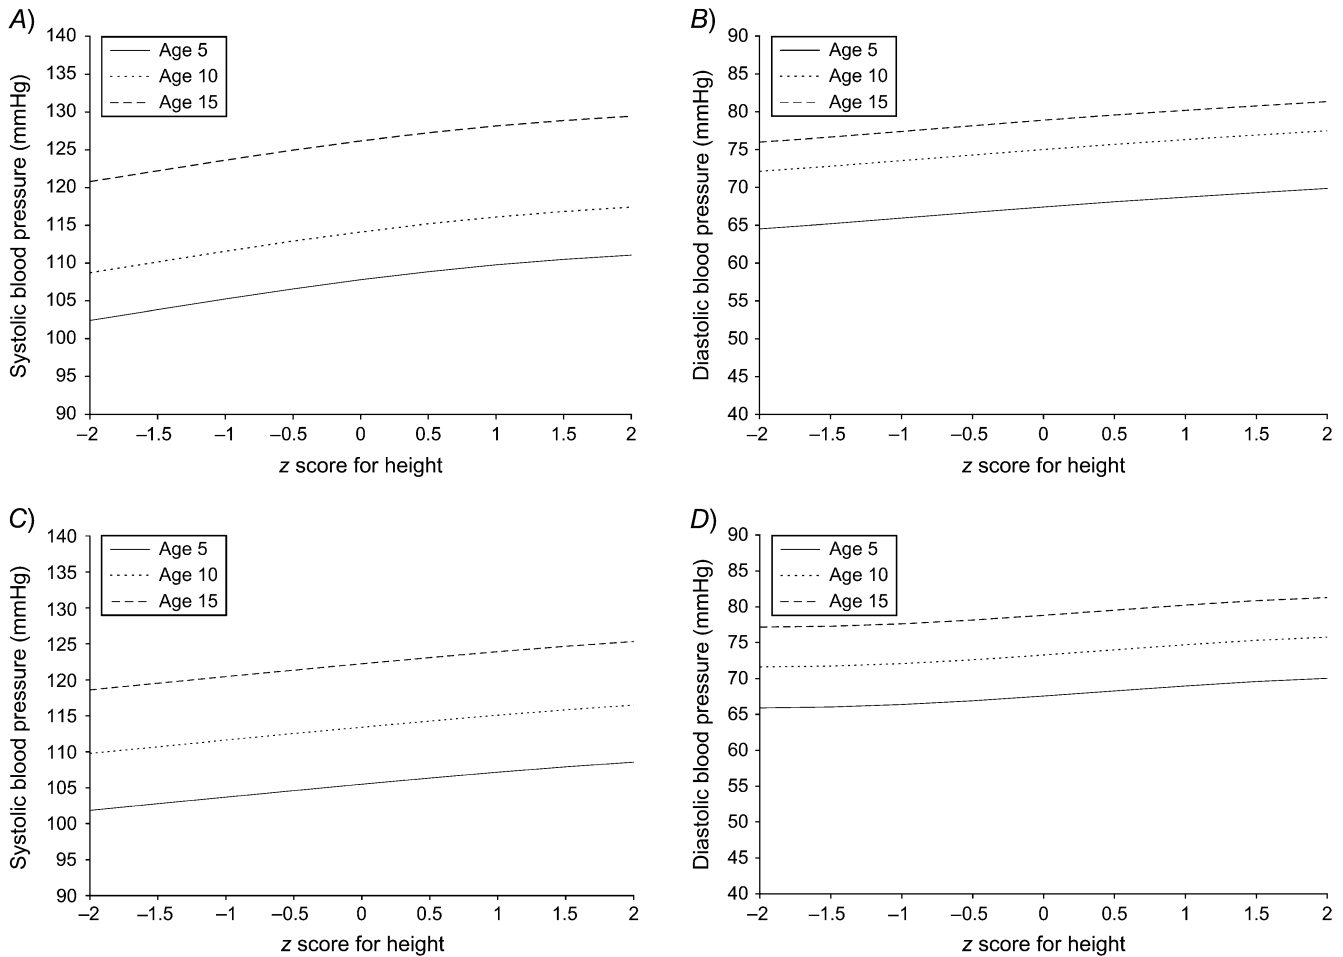 A)
Systolic blood pressure (mmHg)
140
135
130
125
120
115
110
105
100
95
90
Age 5
Age 10
Age 15
–2 –1.5 –1 –0.5 0 0.5 1 1.5 2
z score for height
B)
Diastolic blood pressure (mmHg)
90
85
80
75
70
65
60
55
50
45
40
Age 5
Age 10
Age 15
–2 –1.5 –1 –0.5 0 0.5 1 1.5 2
z score for height
C)
Systolic blood pressure (mmHg)
140
135
130
125
120
115
110
105
100
95
90
Age 5
Age 10
Age 15
–2 –1.5 –1 –0.5 0 0.5 1 1.5 2
z score for height
D)
Diastolic blood pressure (mmHg)
90
85
80
75
70
65
60
55
50
45
40
Age 5
Age 10
Age 15
–2 –1.5 –1 –0.5 0 0.5 1 1.5 2
z score for height